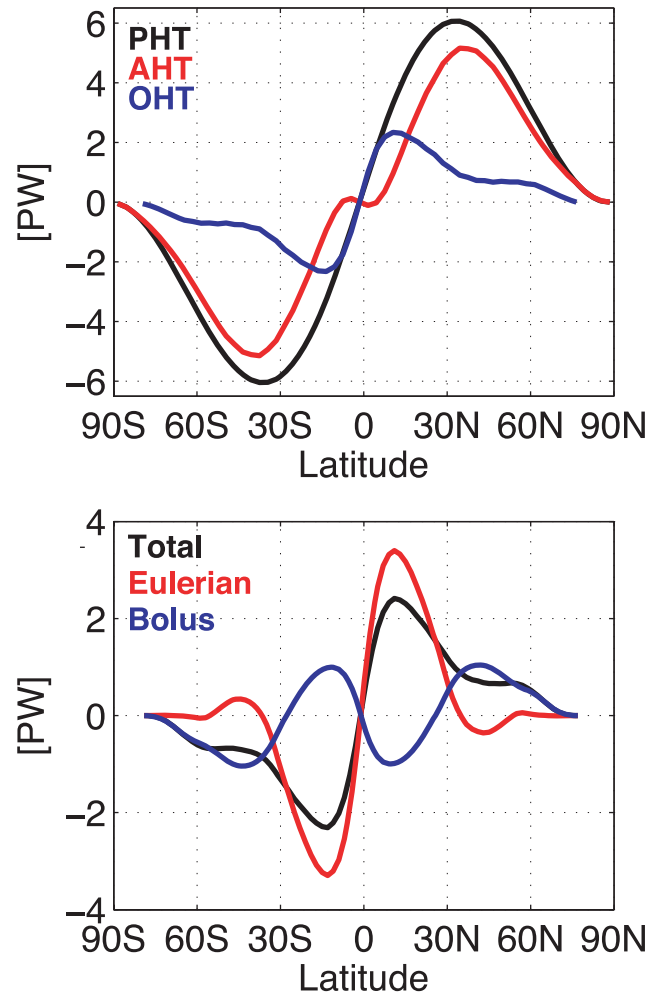 6
PHT
AHT
OHT
4
2
0
−2
−4
−6
[PW]
90S 60S 30S 0 30N 60N 90N
Latitude
4
Total
Eulerian
Bolus
2
0
−2
−4
[PW]
90S 60S 30S 0 30N 60N 90N
Latitude